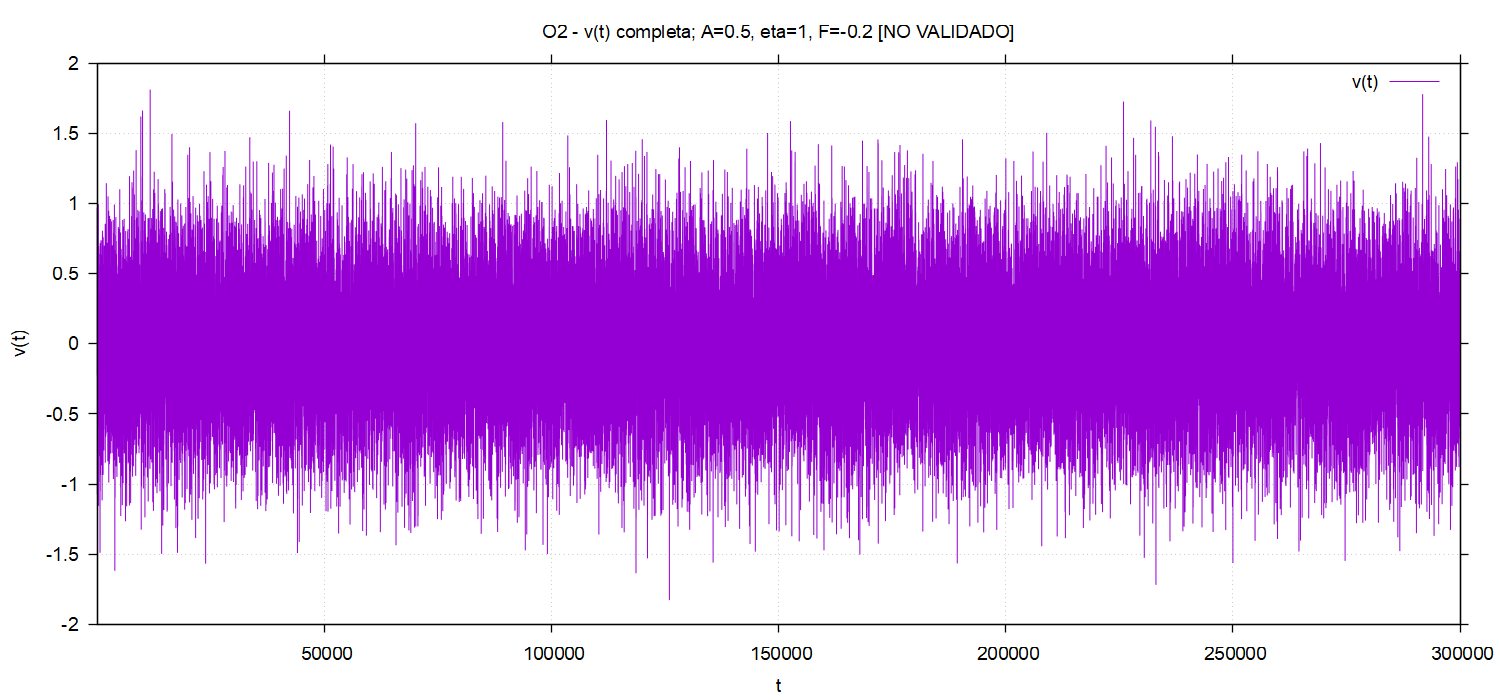 O2 - v(t) completa; A=0.5, eta=1, F=-0.2 [NO VALIDADO]
v(t)
2
1.5
1
0.5
0
-0.5
-1
-1.5
-2
v(t)
50000 100000 150000 200000 250000 300000
t